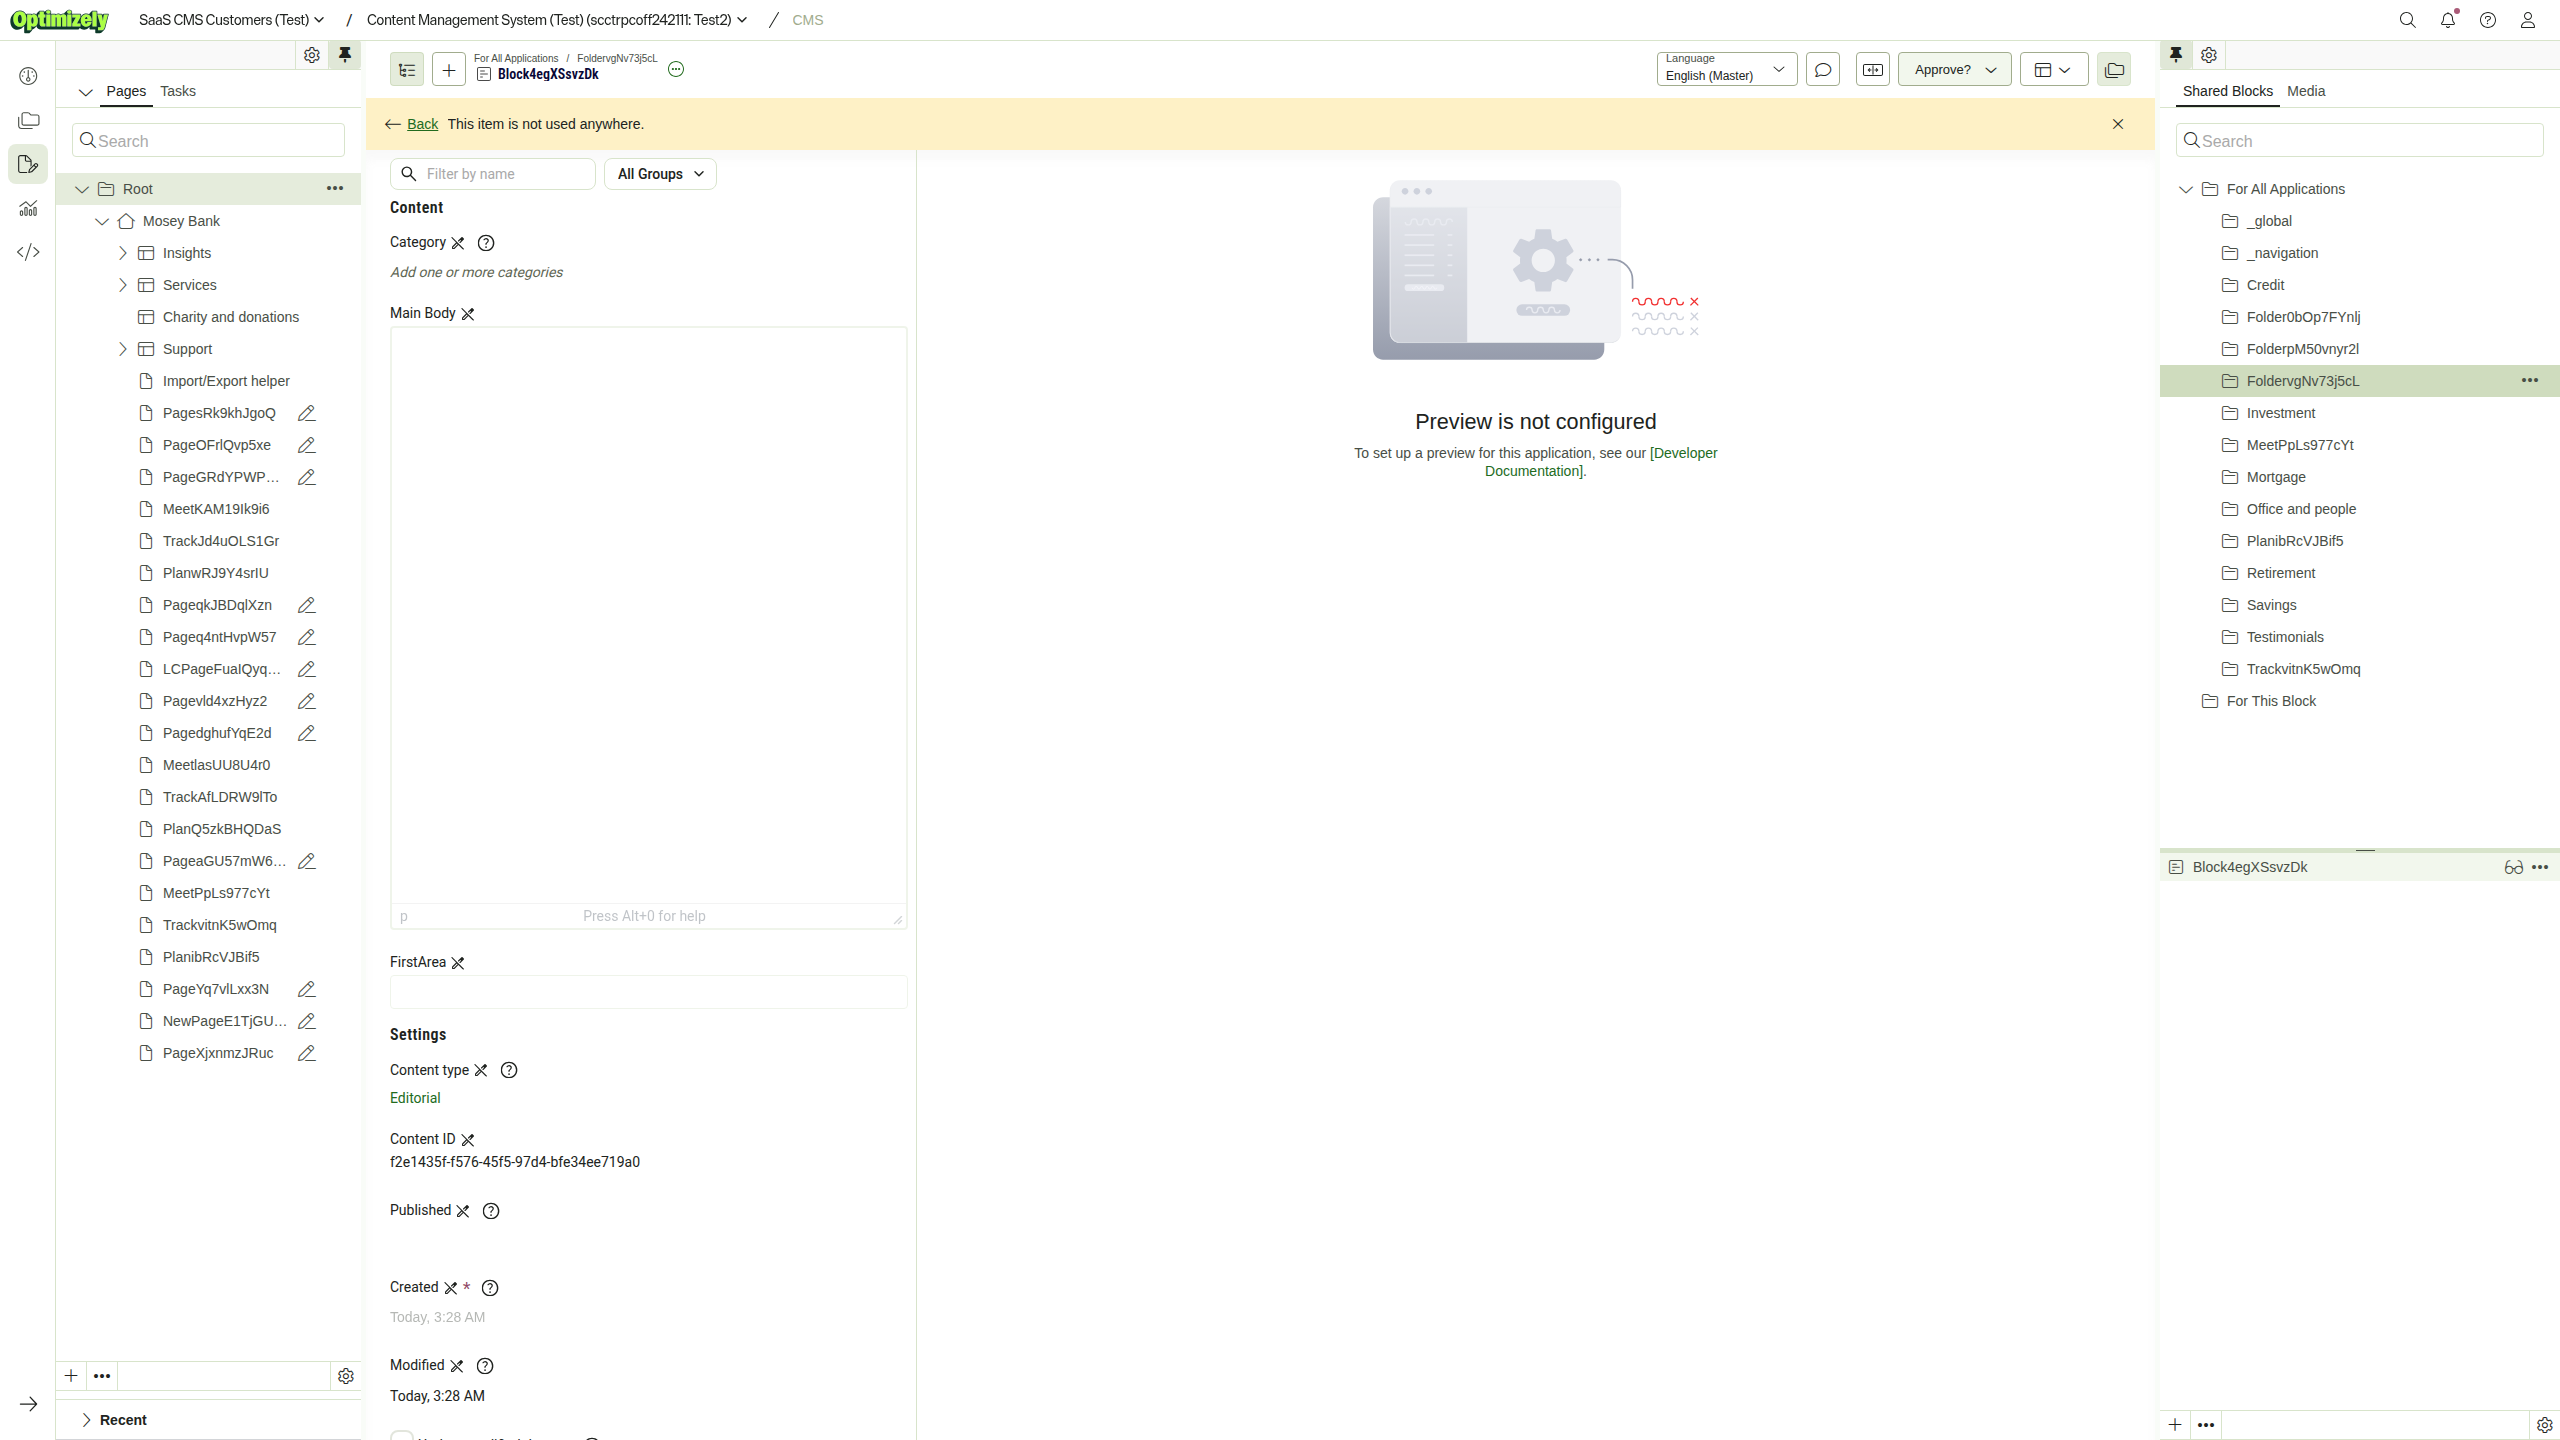 Optimizely
SaaS CMS Customers (Test)
/
Content Management System (Test) (scctrpcoff242111: Test2)
/
CMS
Pages
Tasks
Search
Root
Mosey Bank
Insights
Services
Charity and donations
Support
Import/Export helper
PagesRk9khJgoQ
PageOFrlQvp5xe
PageGRdYPWP…
MeetKAM19Ik9i6
TrackJd4uOLS1Gr
PlanwRJ9Y4srIU
PageqkJBDqlXzn
Pageq4ntHvpW57
LCPageFuaIQyq…
Pagevld4xzHyz2
PagedghufYqE2d
MeetlasUU8U4r0
TrackAfLDRW9lTo
PlanQ5zkBHQDaS
PageaGU57mW6…
MeetPpLs977cYt
TrackvitnK5wOmq
PlanibRcVJBif5
PageYq7vlLxx3N
NewPageE1TjGU…
PageXjxnmzJRuc
Recent
For All Applications / FoldervgNv73j5cL
Block4egXSsvzDk
Language
English (Master)
Approve?
Back This item is not used anywhere.
Filter by name
All Groups
Content
Category
Add one or more categories
Main Body
p
Press Alt+0 for help
FirstArea
Settings
Content type
Editorial
Content ID
f2e1435f-f576-45f5-97d4-bfe34ee719a0
Published
Created *
Today, 3:28 AM
Modified
Today, 3:28 AM
Preview is not configured
To set up a preview for this application, see our [Developer
Documentation].
Shared Blocks
Media
Search
For All Applications
_global
_navigation
Credit
Folder0bOp7FYnlj
FolderpM50vnyr2l
FoldervgNv73j5cL
Investment
MeetPpLs977cYt
Mortgage
Office and people
PlanibRcVJBif5
Retirement
Savings
Testimonials
TrackvitnK5wOmq
For This Block
Block4egXSsvzDk